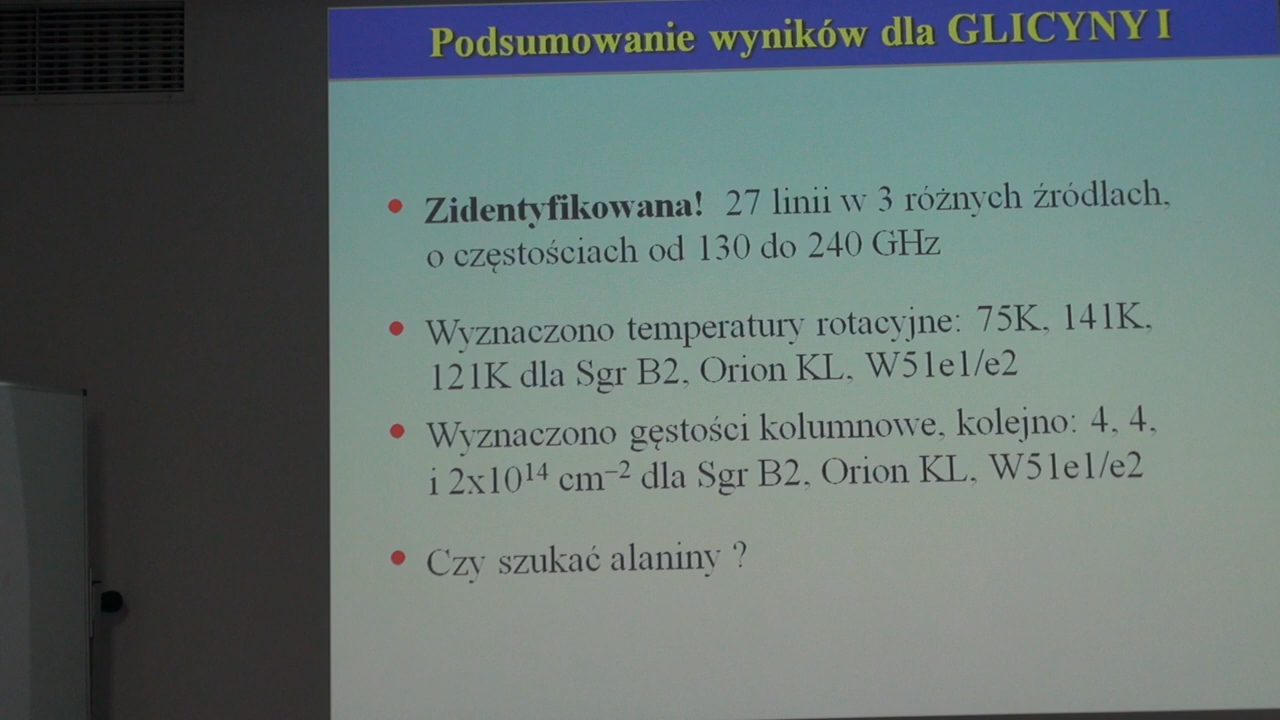 Podsumowanie wyników dla GLICYNY I
• Zidentyfikowana! 27 linii w 3 różnych źródlach,
o częstościach od 130 do 240 GHz
• Wyznaczono temperatury rotacyjne: 75K, 141K,
121K dla Sgr B2, Orion KL, W51e1/e2
• Wyznaczono gęstości kolumnowe, kolejno: 4, 4,
i 2x10¹⁴ cm⁻² dla Sgr B2, Orion KL, W51e1/e2
• Czy szukać alaniny ?